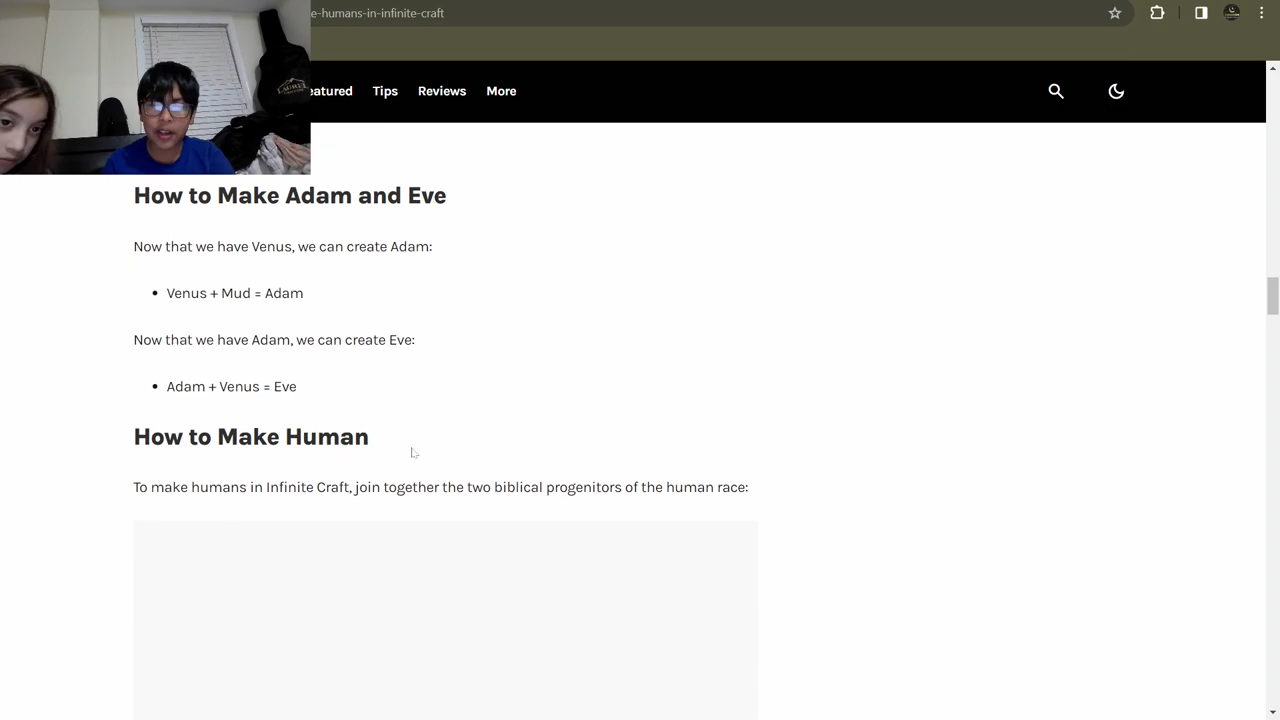 e-humans-in-infinite-craft
eatured Tips Reviews More
How to Make Adam and Eve
Now that we have Venus, we can create Adam:
• Venus + Mud = Adam
Now that we have Adam, we can create Eve:
• Adam + Venus = Eve
How to Make Human
To make humans in Infinite Craft, join together the two biblical progenitors of the human race: